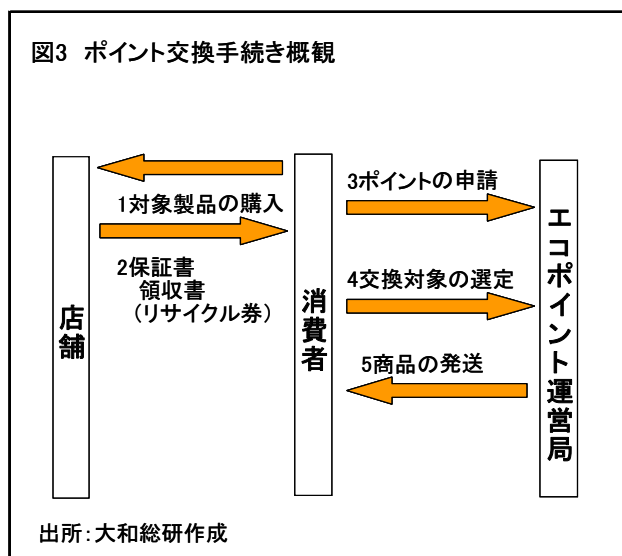 図3 ポイント交換手続き概観
店舗
1対象製品の購入
2保証書
領収書
(リサイクル券)
消費者
3ポイントの申請
4交換対象の選定
5商品の発送
エコポイント運営局
出所：大和総研作成